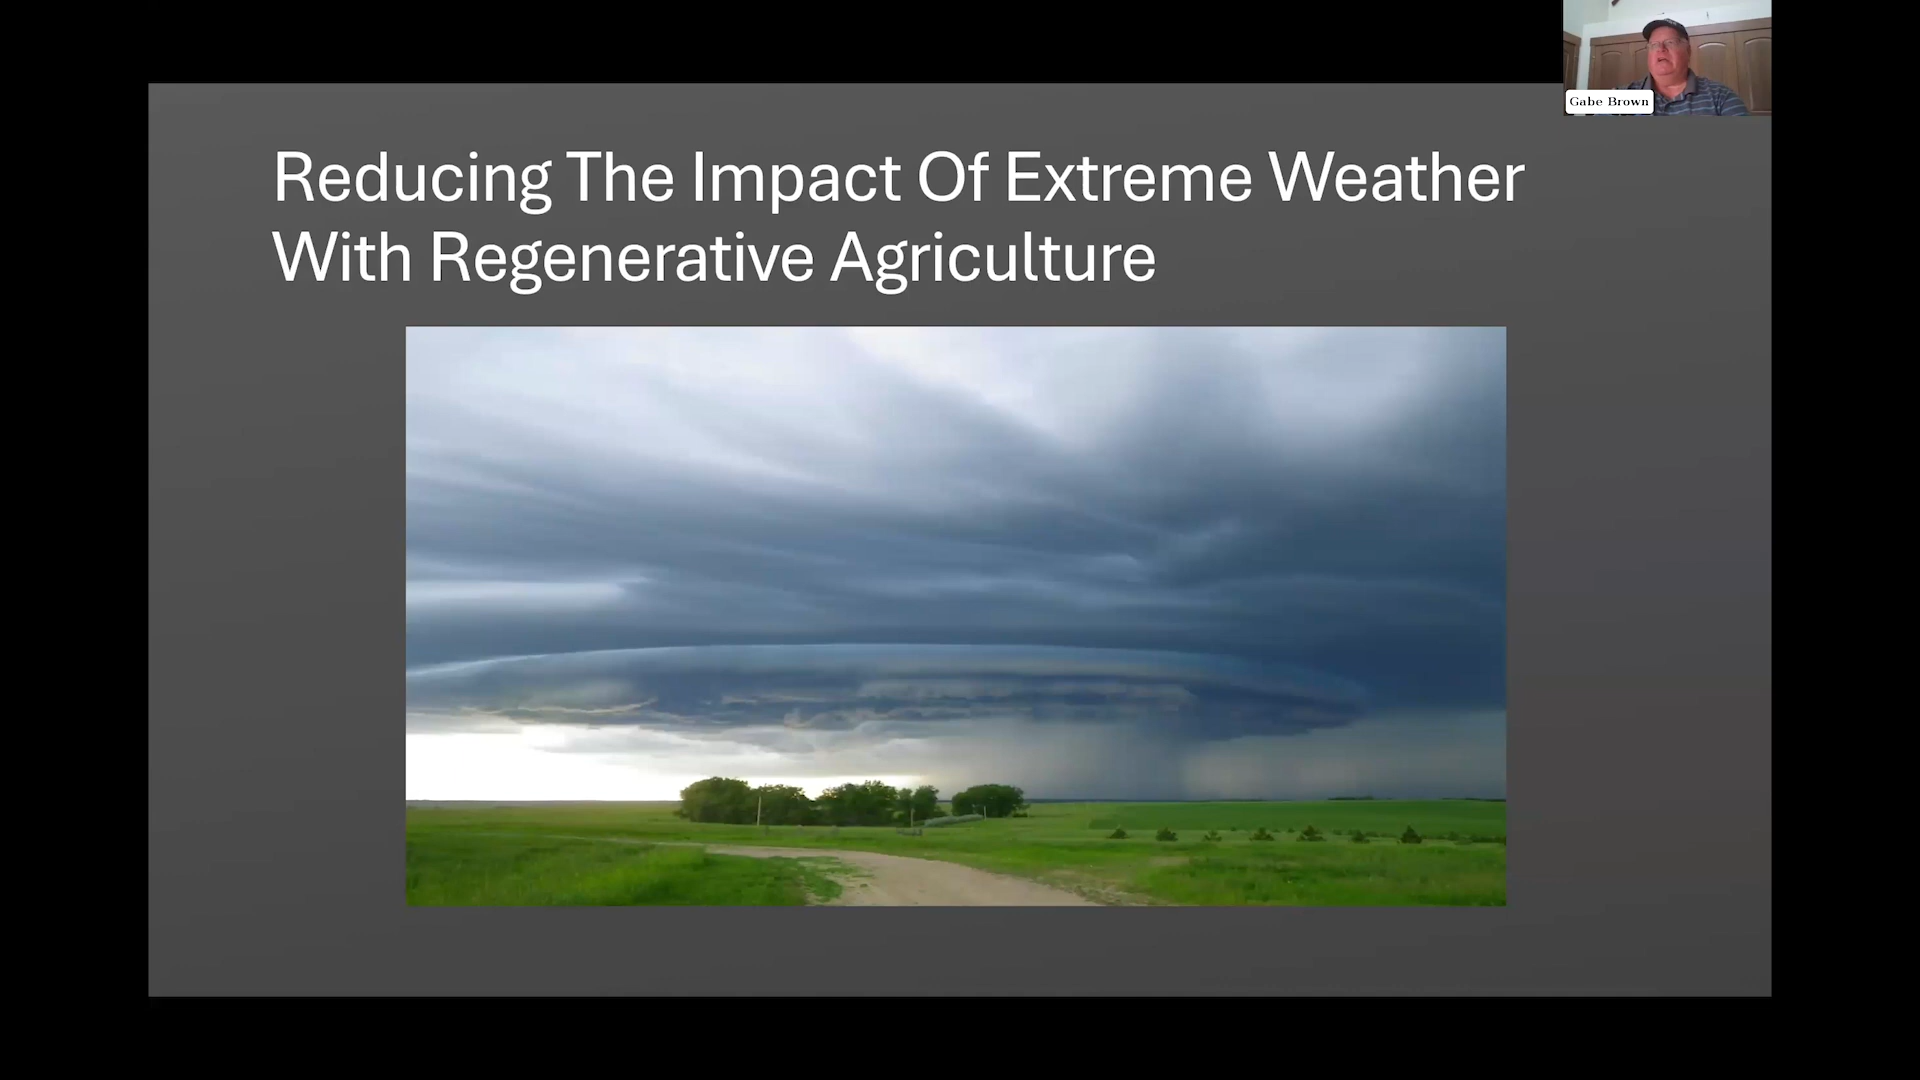 Reducing The Impact Of Extreme Weather
With Regenerative Agriculture
Gabe Brown